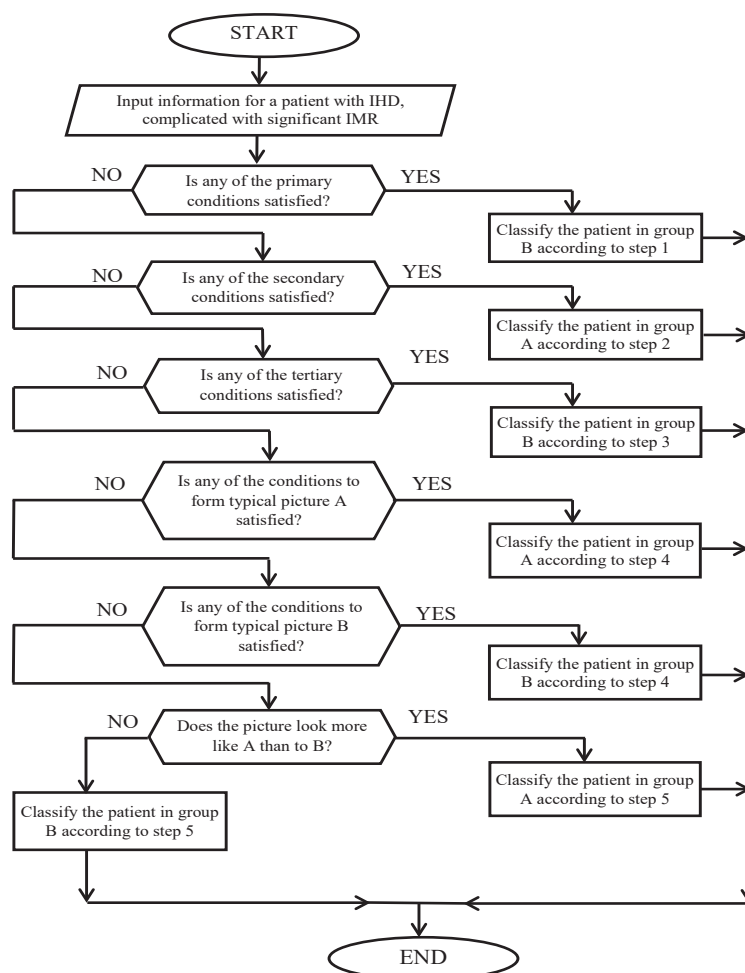 START
Input information for a patient with IHD,
complicated with significant IMR
NO
YES
Is any of the primary
conditions satisfied?
Classify the patient in group
B according to step 1
NO
YES
Is any of the secondary
conditions satisfied?
Classify the patient in group
A according to step 2
NO
YES
Is any of the tertiary
conditions satisfied?
Classify the patient in group
B according to step 3
NO
YES
Is any of the conditions to
form typical picture A
satisfied?
Classify the patient in group
A according to step 4
NO
YES
Is any of the conditions to
form typical picture B
satisfied?
Classify the patient in group
B according to step 4
NO
YES
Does the picture look more
like A than to B?
Classify the patient in group
A according to step 5
Classify the patient in group
B according to step 5
END